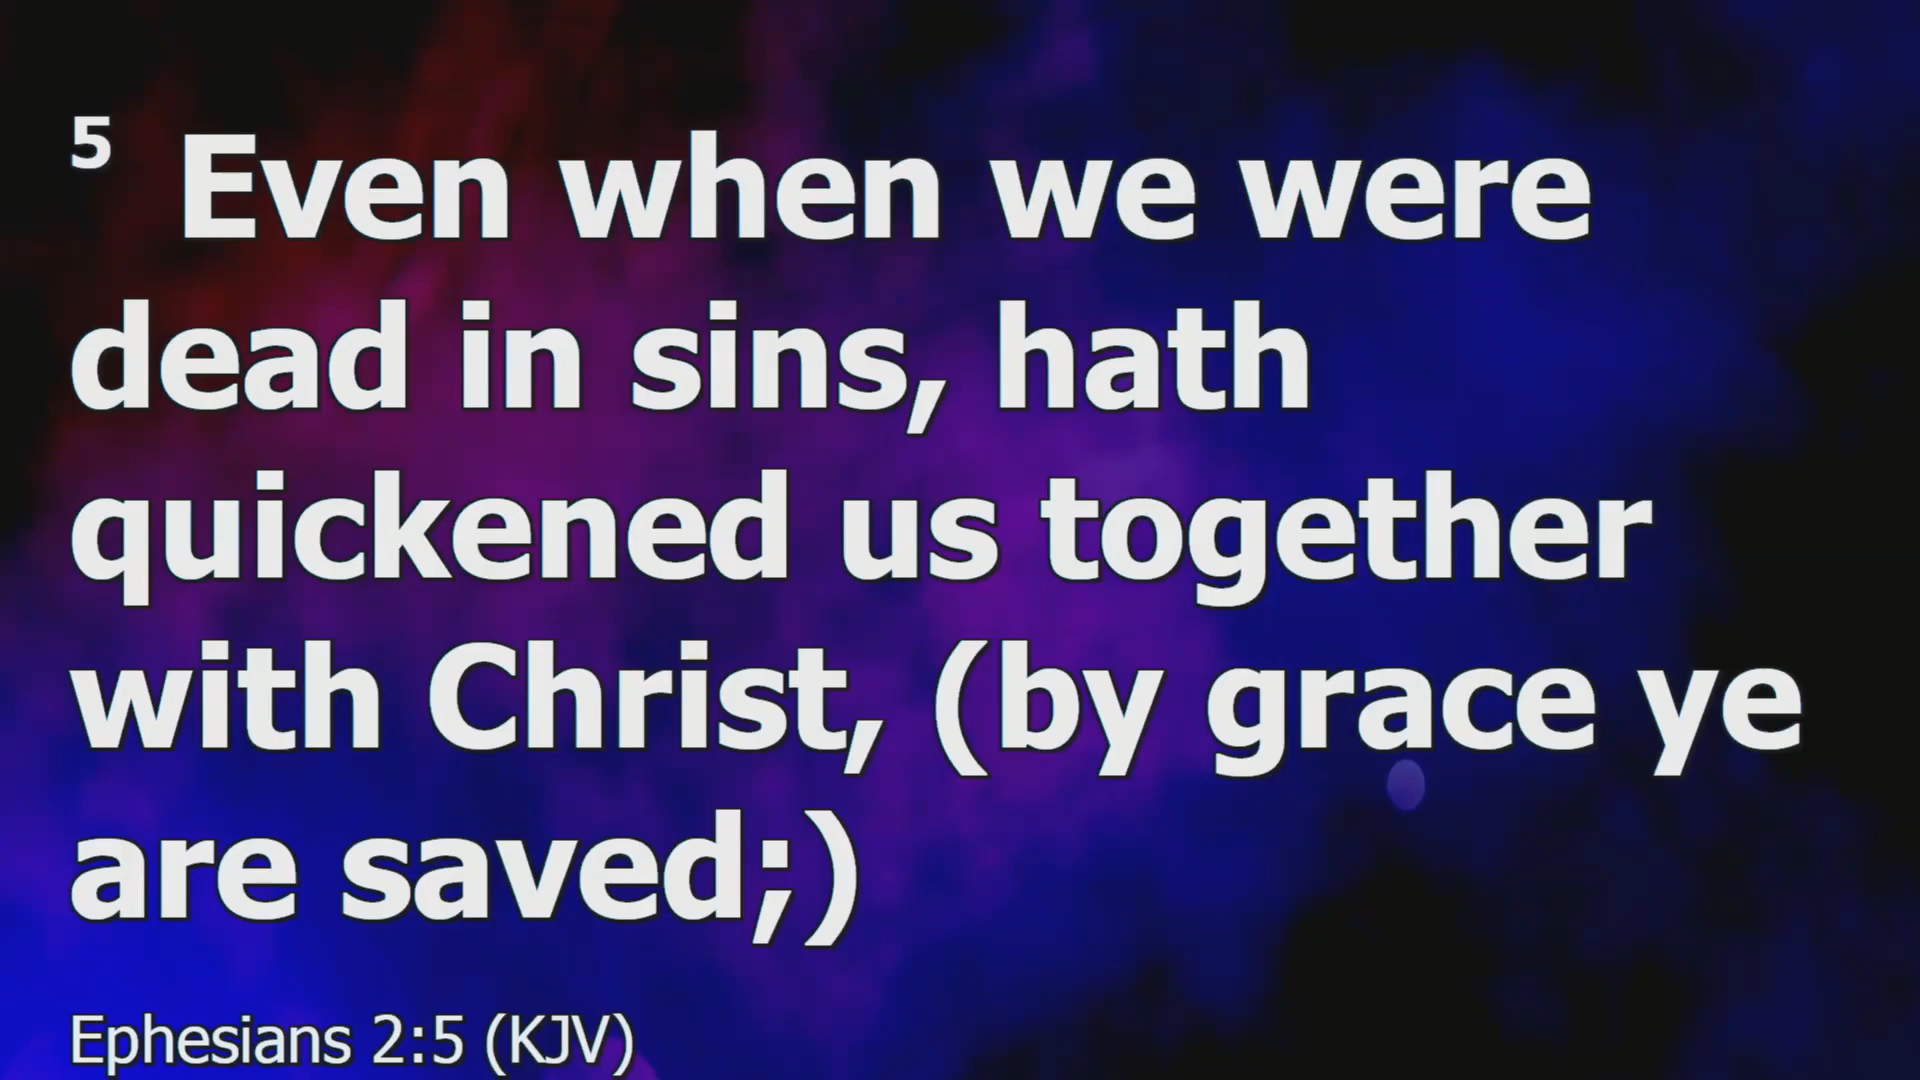 5 Even when we were
dead in sins, hath
quickened us together
with Christ, (by grace ye
are saved;)
Ephesians 2:5 (KJV)